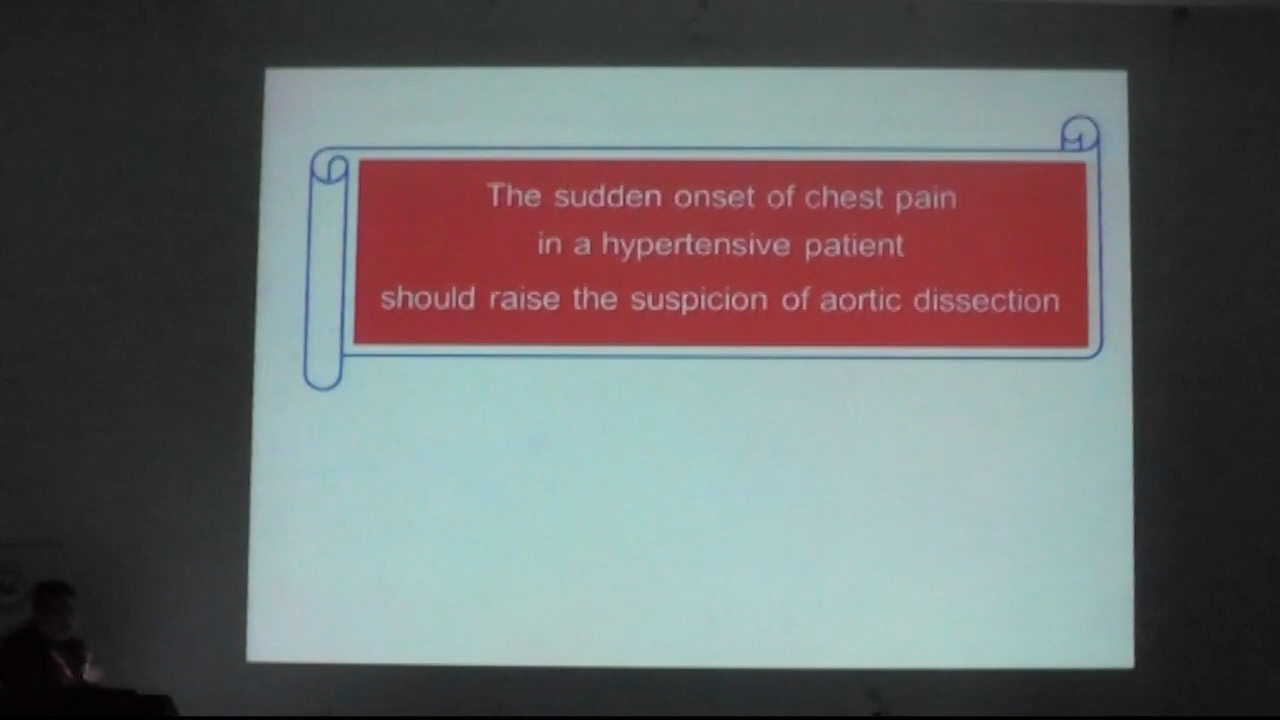 The sudden onset of chest pain
in a hypertensive patient
should raise the suspicion of aortic dissection